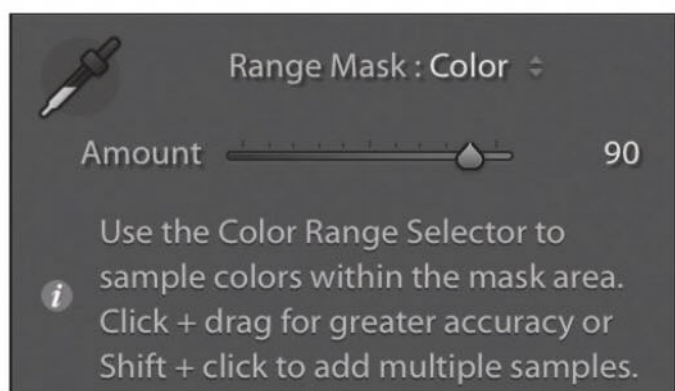 Range Mask : Color
Amount 90
Use the Color Range Selector to
sample colors within the mask area.
Click + drag for greater accuracy or
Shift + click to add multiple samples.